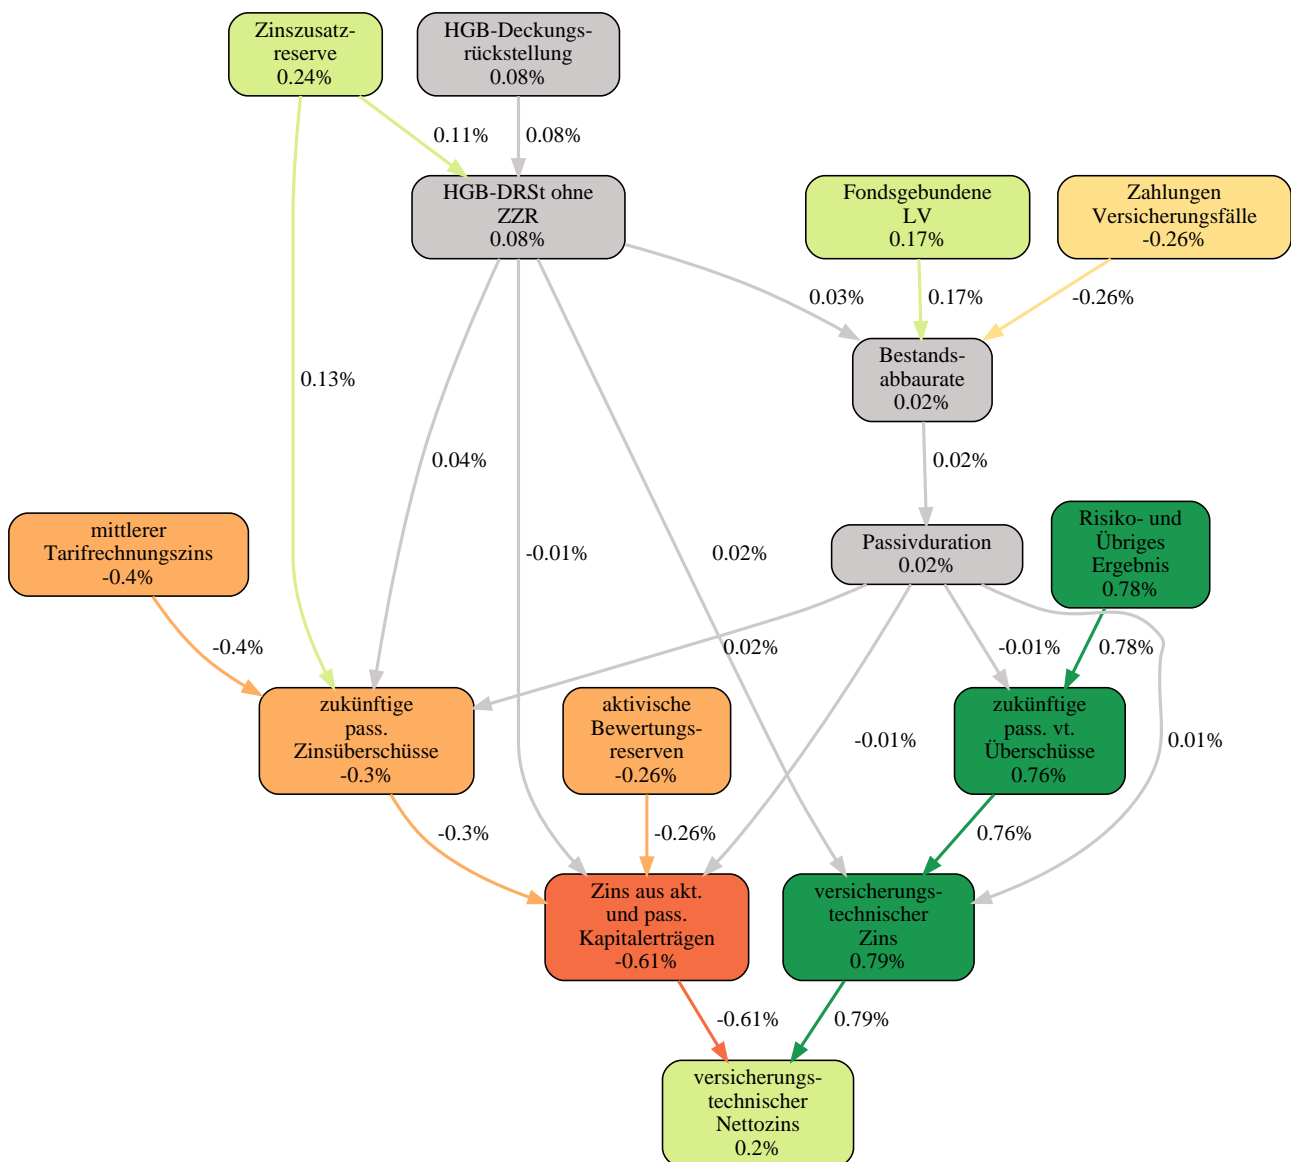 Zinszusatz-
reserve
0.24%
HGB-Deckungs-
rückstellung
0.08%
0.11%
0.08%
HGB-DRSt ohne
ZZR
0.08%
Fondsgebundene
LV
0.17%
Zahlungen
Versicherungsfälle
-0.26%
0.03%
0.17%
-0.26%
Bestands-
abbaurate
0.02%
0.13%
0.04%
0.02%
mittlerer
Tarifrechnungszins
-0.4%
-0.01%
0.02%
Passivduration
0.02%
Risiko- und
Übriges
Ergebnis
0.78%
-0.4%
0.02%
-0.01%
0.78%
zukünftige
pass.
Zinsüberschüsse
-0.3%
aktivische
Bewertungs-
reserven
-0.26%
zukünftige
pass. vt.
Überschüsse
0.76%
-0.01%
0.01%
-0.3%
-0.26%
0.76%
Zins aus akt.
und pass.
Kapitalerträgen
-0.61%
versicherungs-
technischer
Zins
0.79%
-0.61%
0.79%
versicherungs-
technischer
Nettozins
0.2%